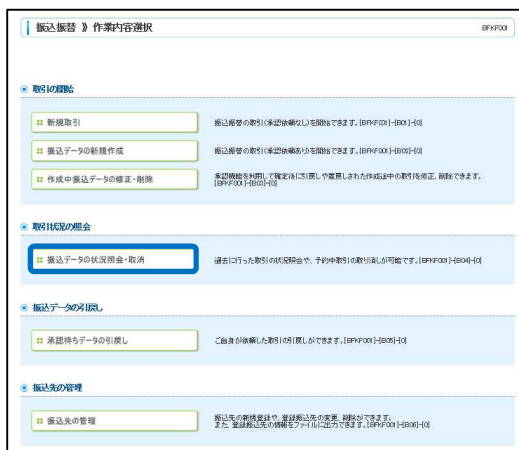 振込振替 》 作業内容選択
BFKF001
取引の開始
新規取引
振込振替の取引(承認依頼なし)を開始できます。[BFKF001]-[B01]-[0]
振込データの新規作成
振込振替の取引(承認依頼あり)を開始できます。[BFKF001]-[B02]-[0]
作成中振込データの修正・削除
承認機能を利用して確定後に引戻しや差戻しされた作成途中の取引を修正、削除できます。
[BFKF001]-[B03]-[0]
取引状況の照会
振込データの状況照会・取消
過去に行った取引の状況照会や、予約中取引の取り消しが可能です。[BFKF001]-[B04]-[0]
振込データの引戻し
承認待ちデータの引戻し
ご自身が依頼した取引の引戻しができます。[BFKF001]-[B05]-[0]
振込先の管理
振込先の管理
振込先の新規登録や、登録振込先の変更、削除ができます。
また、登録振込先の情報をファイルに出力できます。[BFKF001]-[B06]-[0]